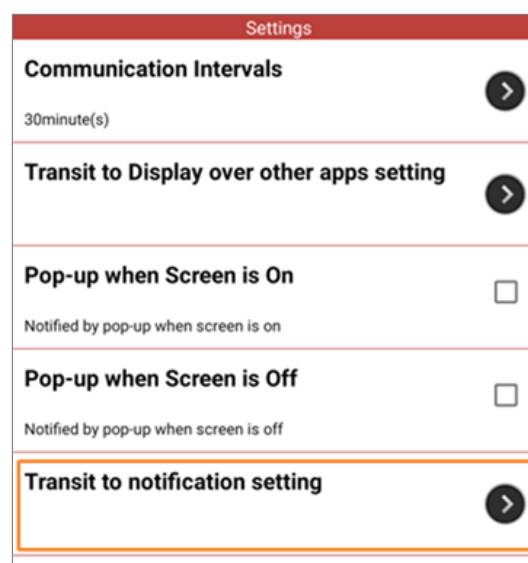 Settings
Communication Intervals
30minute(s)
Transit to Display over other apps setting
Pop-up when Screen is On
Notified by pop-up when screen is on
Pop-up when Screen is Off
Notified by pop-up when screen is off
Transit to notification setting